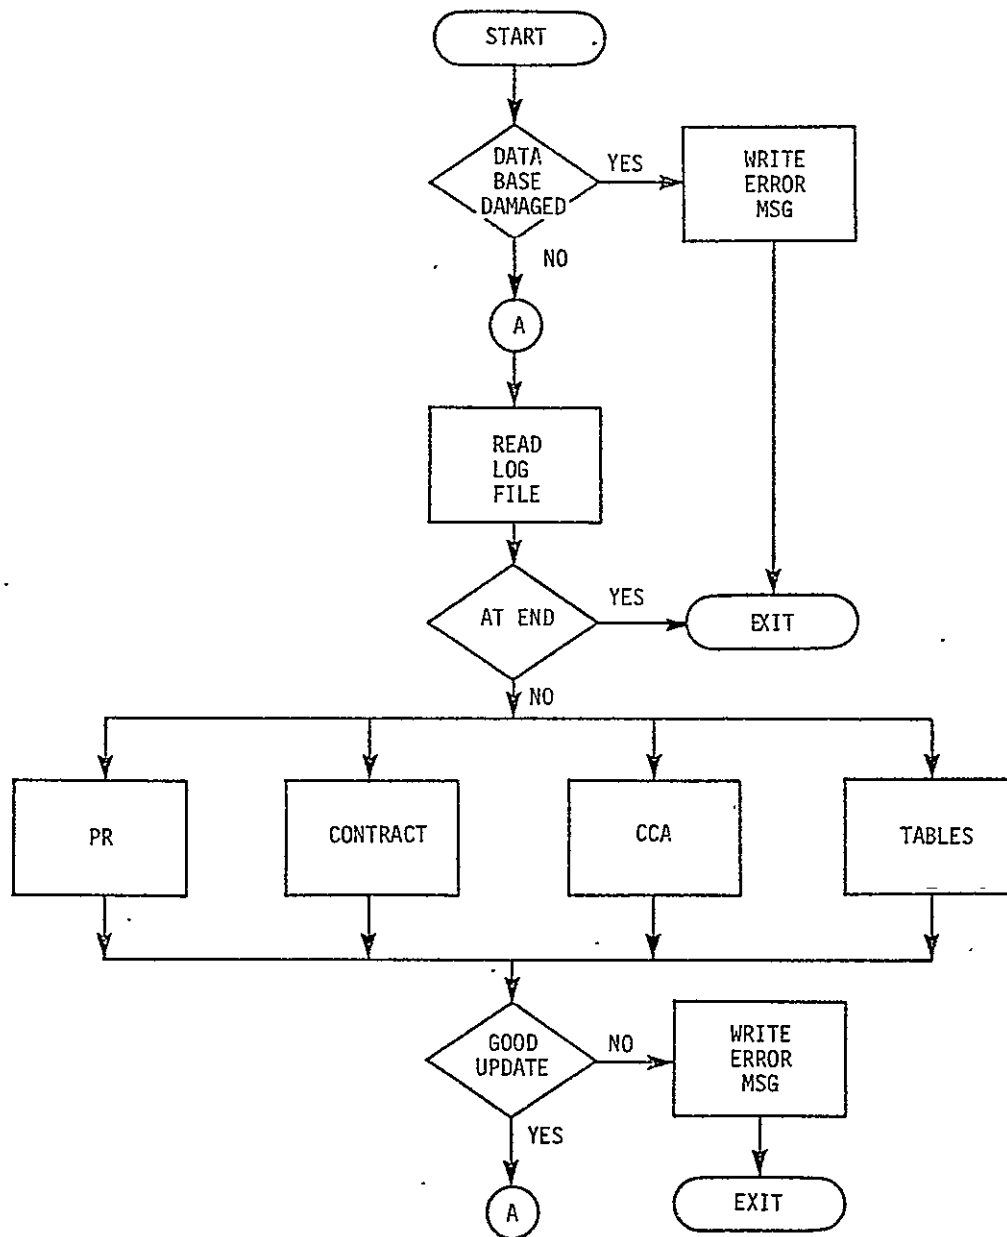 START
DATA
BASE
DAMAGED
YES
WRITE
ERROR
MSG
NO
A
READ
LOG
FILE
AT END
YES
EXIT
NO
PR
CONTRACT
CCA
TABLES
GOOD
UPDATE
NO
WRITE
ERROR
MSG
YES
A
EXIT